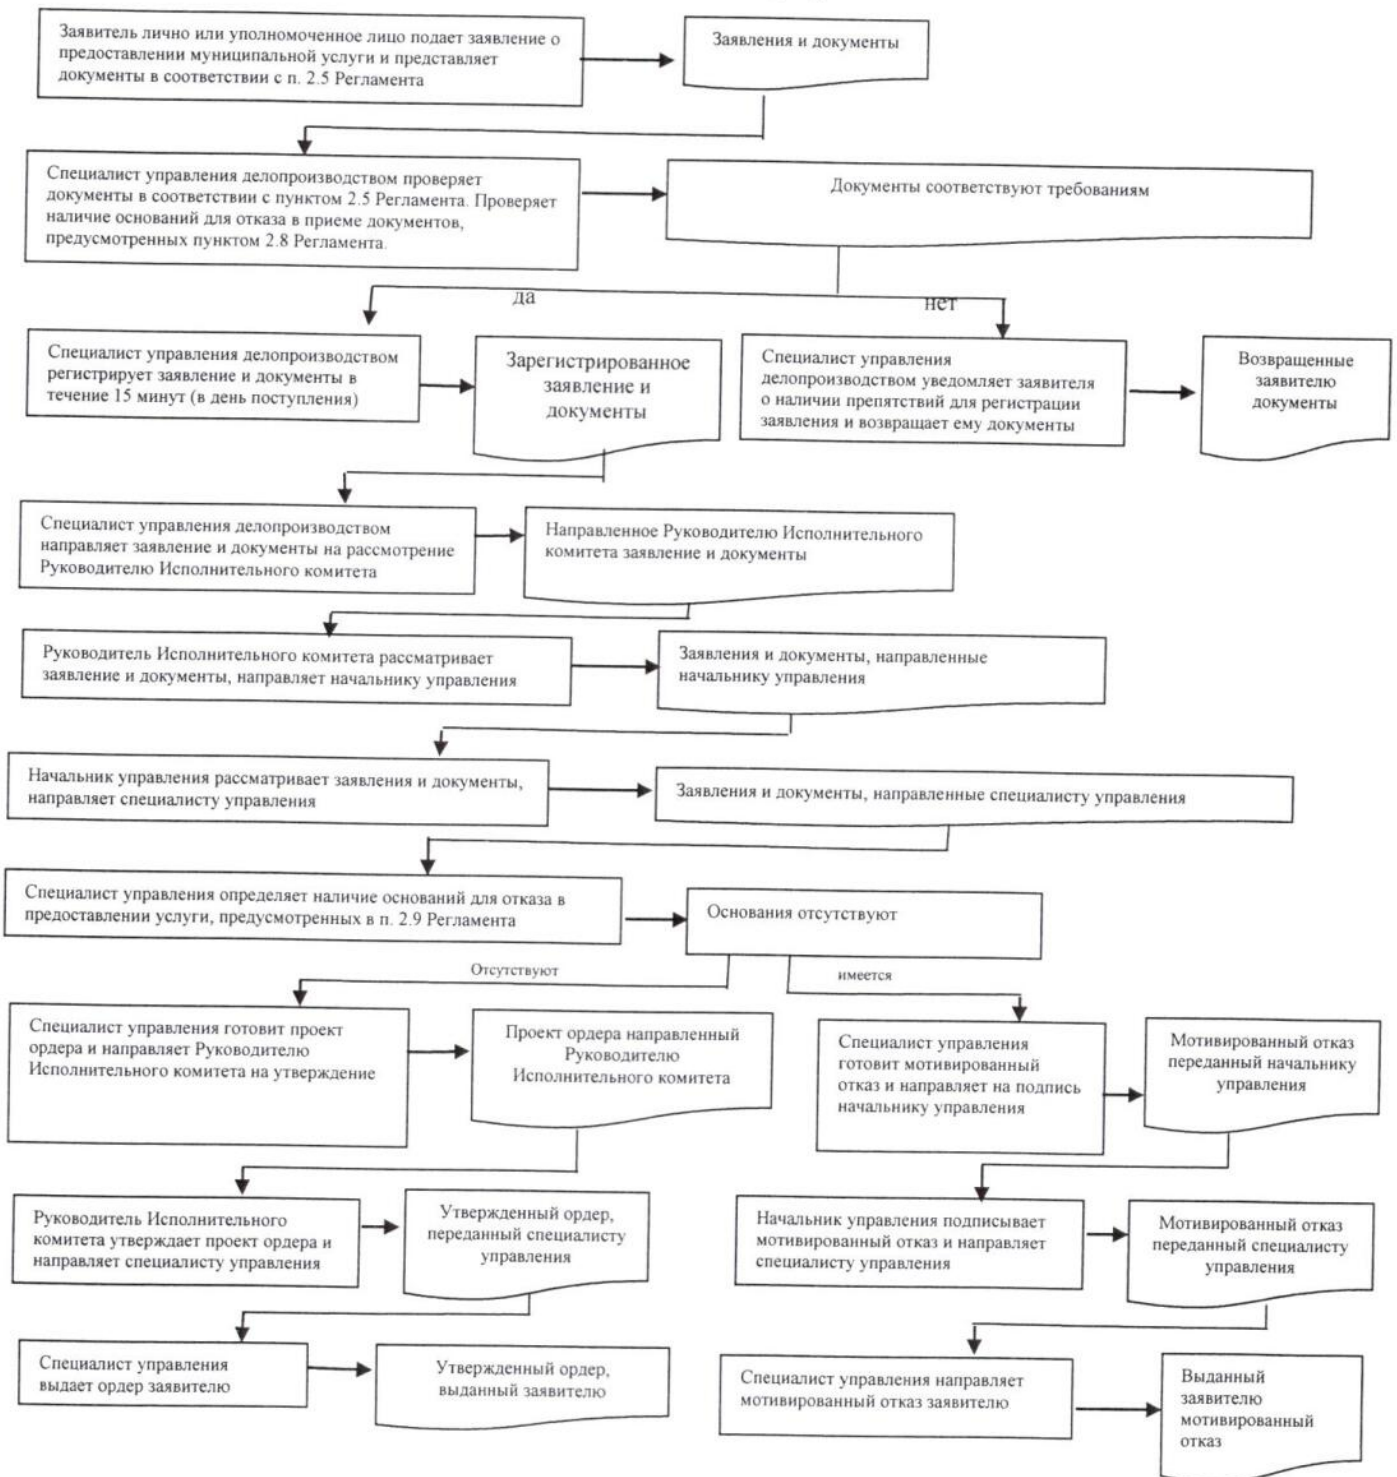 Заявитель лично или уполномоченное лицо подает заявление о
предоставлении муниципальной услуги и представляет
документы в соответствии с п. 2.5 Регламента
Заявления и документы
Специалист управления делопроизводством проверяет
документы в соответствии с пунктом 2.5 Регламента. Проверяет
наличие оснований для отказа в приеме документов,
предусмотренных пунктом 2.8 Регламента.
Документы соответствуют требованиям
да
нет
Специалист управления делопроизводством
регистрирует заявление и документы в
течение 15 минут (в день поступления)
Зарегистрированное
заявление и
документы
Специалист управления
делопроизводством уведомляет заявителя
о наличии препятствий для регистрации
заявления и возвращает ему документы
Возвращенные
заявителю
документы
Специалист управления делопроизводством
направляет заявление и документы на рассмотрение
Руководителю Исполнительного комитета
Направленное Руководителю Исполнительного
комитета заявление и документы
Руководитель Исполнительного комитета рассматривает
заявление и документы, направляет начальнику управления
Заявления и документы, направленные
начальнику управления
Начальник управления рассматривает заявления и документы,
направляет специалисту управления
Заявления и документы, направленные специалисту управления
Специалист управления определяет наличие оснований для отказа в
предоставлении услуги, предусмотренных в п. 2.9 Регламента
Основания отсутствуют
Отсутствуют
имеется
Специалист управления готовит проект
ордера и направляет Руководителю
Исполнительного комитета на утверждение
Проект ордера направленный
Руководителю
Исполнительного комитета
Специалист управления
готовит мотивированный
отказ и направляет на подпись
начальнику управления
Мотивированный отказ
переданный начальнику
управления
Руководитель Исполнительного
комитета утверждает проект ордера и
направляет специалисту управления
Утвержденный ордер,
переданный специалисту
управления
Начальник управления подписывает
мотивированный отказ и направляет
специалисту управления
Мотивированный отказ
переданный специалисту
управления
Специалист управления
выдает ордер заявителю
Утвержденный ордер,
выданный заявителю
Специалист управления направляет
мотивированный отказ заявителю
Выданный
заявителю
мотивированный
отказ